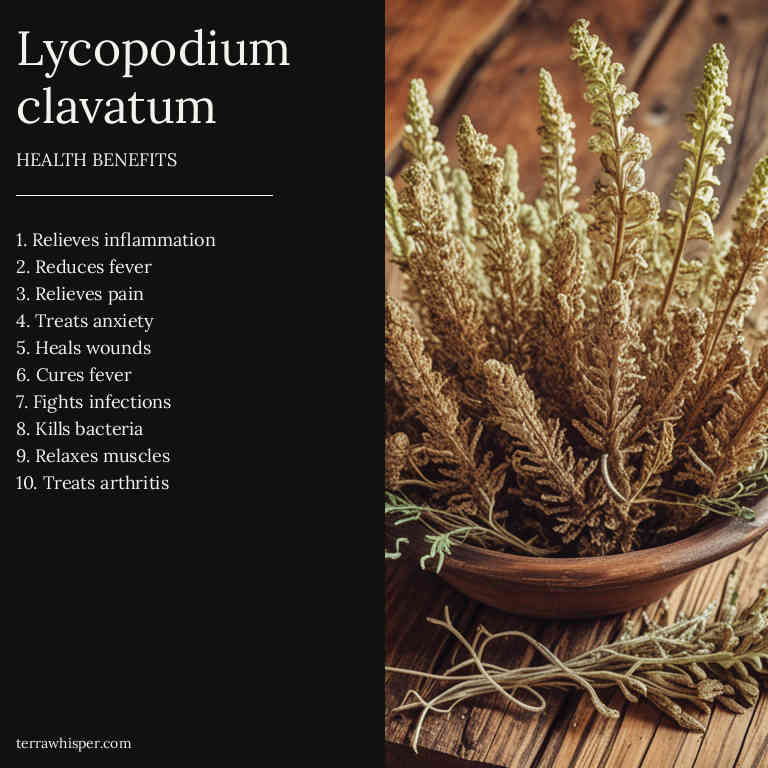 Lycopodium
clavatum
HEALTH BENEFITS
1. Relieves inflammation
2. Reduces fever
3. Relieves pain
4. Treats anxiety
5. Heals wounds
6. Cures fever
7. Fights infections
8. Kills bacteria
9. Relaxes muscles
10. Treats arthritis
terrawhisper.com